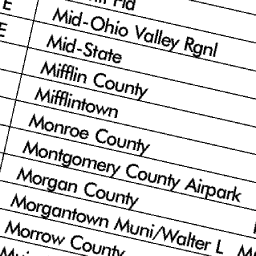 E
Mid-Ohio Valley Rgnl
Mid-State
Mifflin County
Mifflintown
Monroe County
Montgomery County Airpark
Morgan County
Morgantown Muni/Walter L
Morrow County